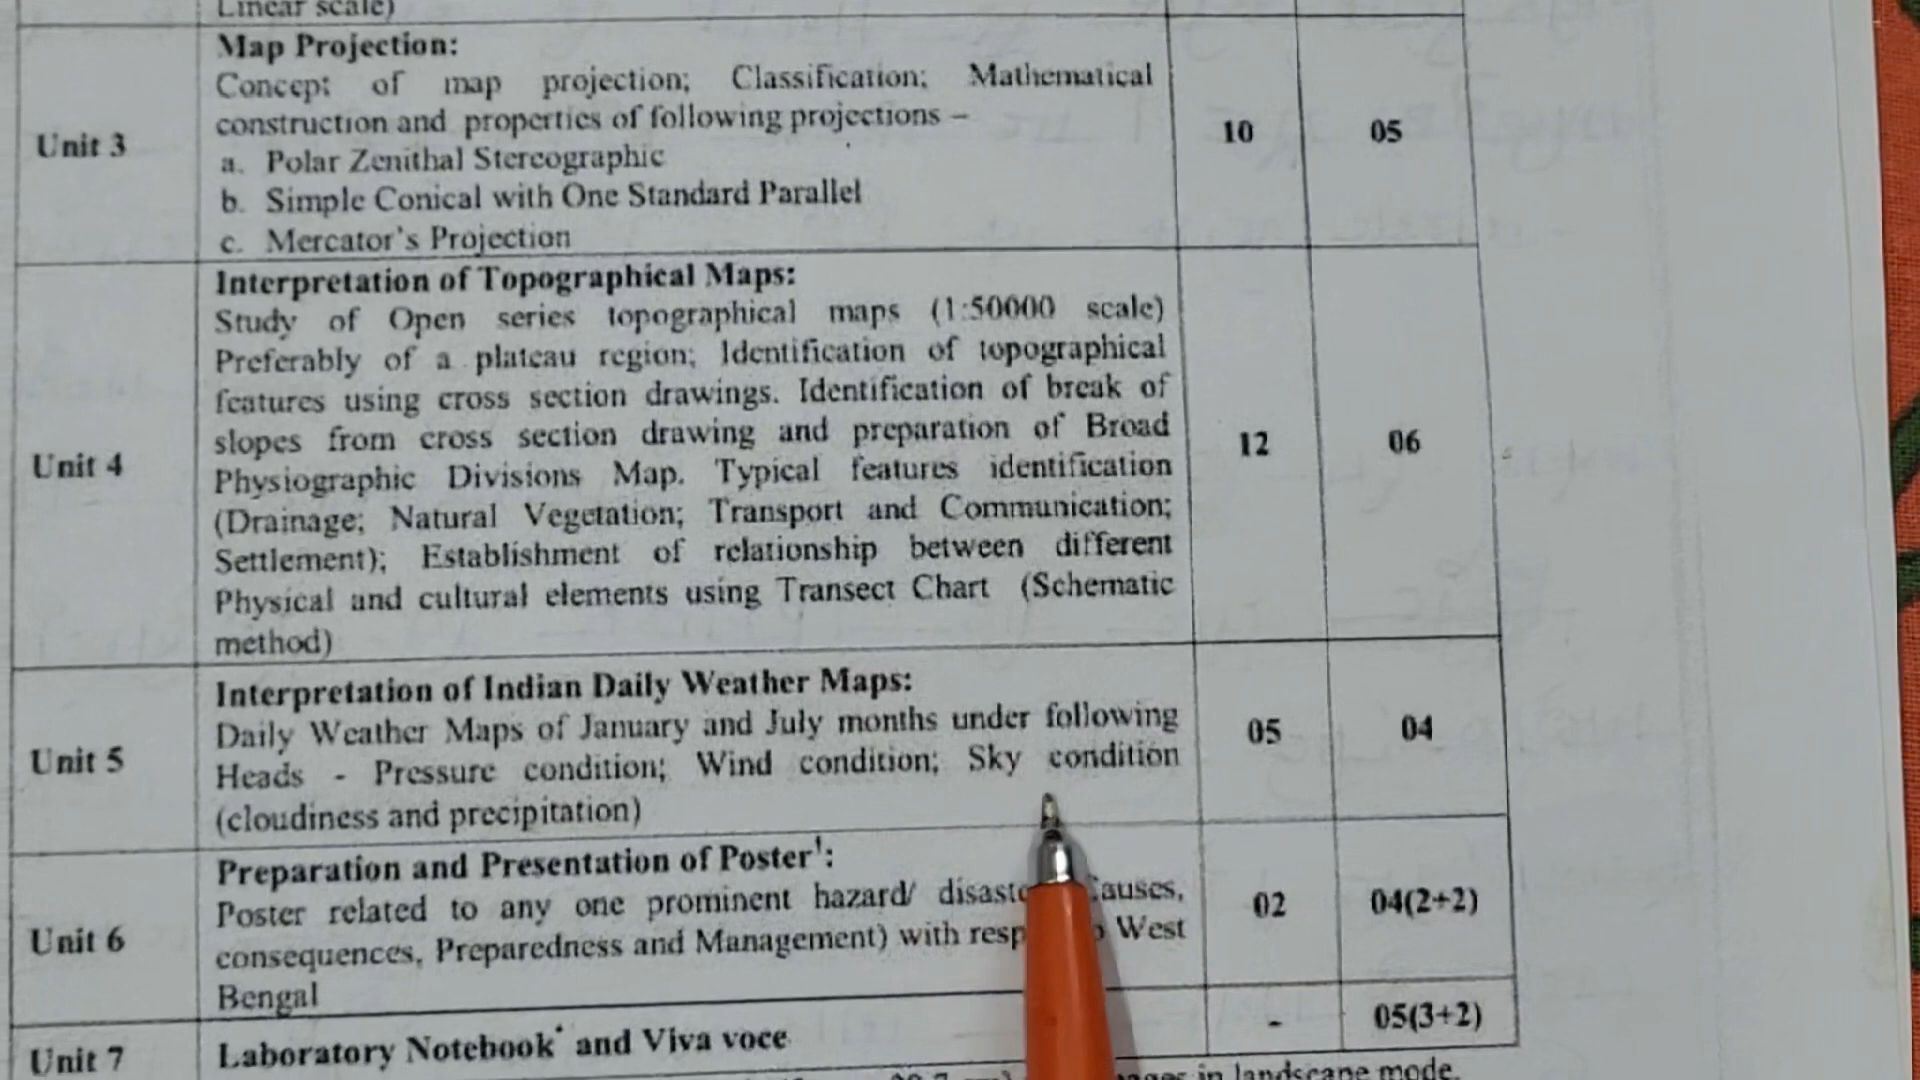 Linear scale)
Map Projection:
Concept of map projection; Classification; Mathematical
construction and properties of following projections –
Unit 3
10
05
a. Polar Zenithal Stereographic
b. Simple Conical with One Standard Parallel
c. Mercator's Projection
Interpretation of Topographical Maps:
Study of Open series topographical maps (1:50000 scale)
Preferably of a plateau region; Identification of topographical
features using cross section drawings. Identification of break of
slopes from cross section drawing and preparation of Broad
Unit 4
12
06
Physiographic Divisions Map. Typical features identification
(Drainage; Natural Vegetation; Transport and Communication;
Settlement); Establishment of relationship between different
Physical and cultural elements using Transect Chart (Schematic
method)
Interpretation of Indian Daily Weather Maps:
Daily Weather Maps of January and July months under following
Unit 5
05
04
Heads - Pressure condition; Wind condition; Sky condition
(cloudiness and precipitation)
Preparation and Presentation of Poster¹:
Poster related to any one prominent hazard/ auses,
Unit 6
02
04(2+2)
consequences, Preparedness and Management) with West
Bengal
Unit 7
Laboratory Notebook* and Viva voce
-
05(3+2)
in landscape mode.